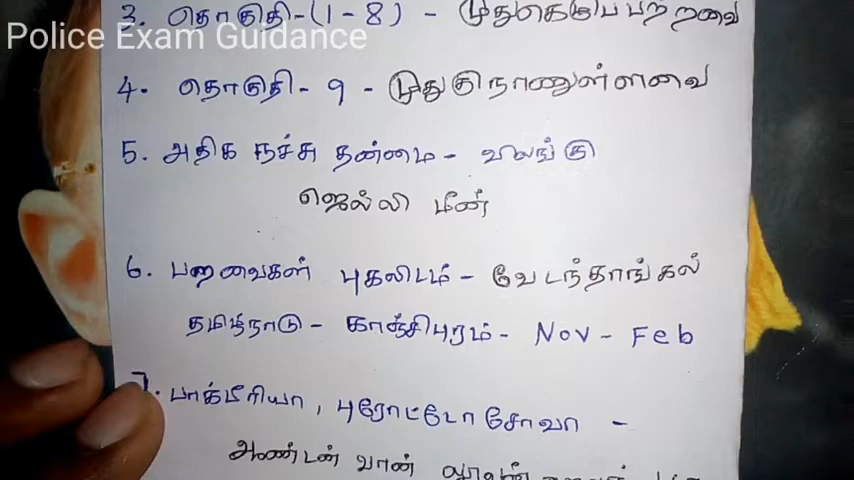 3. தொகுதி-(1-8) - முதுகெலும்பற்றவை
Police Exam Guidance
4. தொகுதி - 9 - முதுகுநாணுள்ளவை
5. அதிக நச்சு தன்மை - விலங்கு
ஜெல்லி மீன்
6. பறவைகள் புகலிடம் - வேடந்தாங்கல்
தமிழ்நாடு - காஞ்சிபுரம் - Nov - Feb
7. பாக்டீரியா, புரோட்டோசோவா -
ஆண்டன் வான்